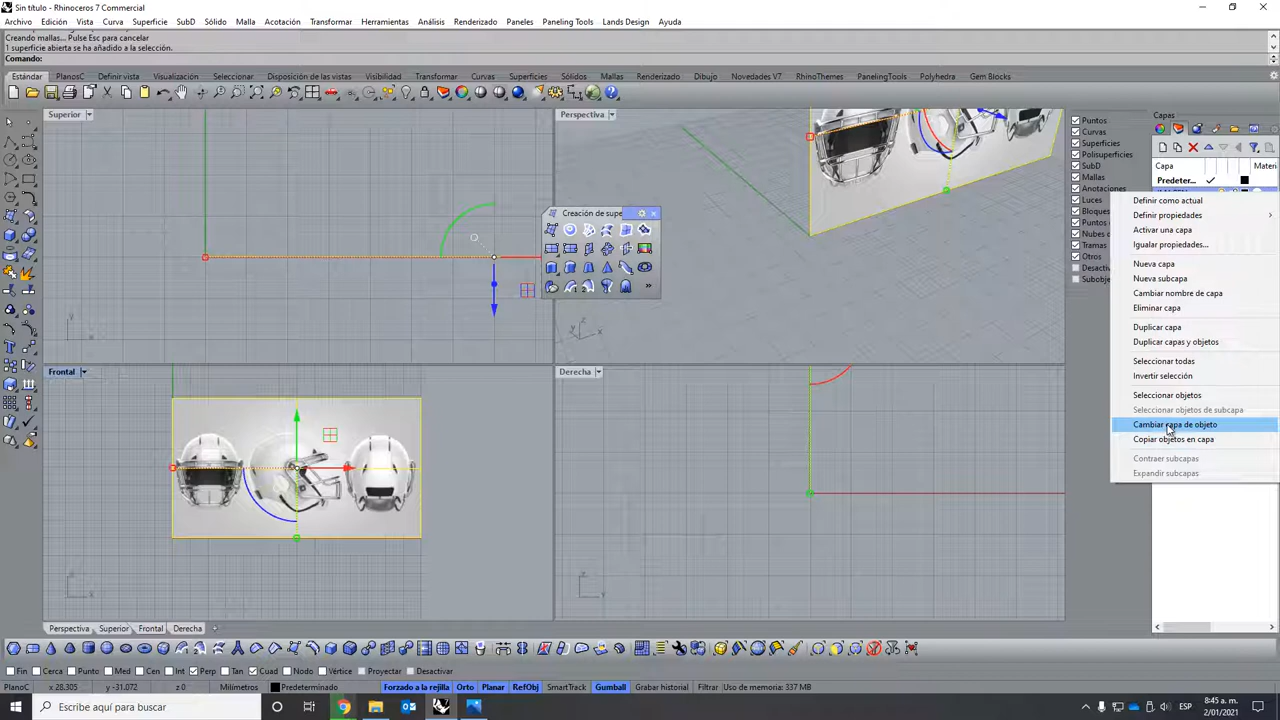 Sin título - Rhinoceros 7 Commercial
Archivo Edición Vista Curva Superficie SubD Sólido Malla Acotación Transformar Herramientas Análisis Renderizado Paneles Paneling Tools Lands Design Ayuda
Creando mallas... Pulse Esc para cancelar
1 superficie abierta se ha añadido a la selección.
Comando:
Estándar PlanosC Definir vista Visualización Seleccionar Disposición de las vistas Visibilidad Transformar Curvas Superficies Sólidos Mallas Renderizado Dibujo Novedades V7 RhinoThemes PanelingTools Polyhedra Gem Blocks
Superior
Perspectiva
Capas
Puntos
Curvas
Superficies
Polisuperficies
SubD
Mallas
Anotaciones
Luces
Bloques
Tramas
Otros
Capa Materi
Predeter...
Creación de supe
Definir como actual
Definir propiedades
Activar una capa
Igualar propiedades...
Nueva capa
Nueva subcapa
Cambiar nombre de capa
Eliminar capa
Duplicar capa
Duplicar capas y objetos
Seleccionar todas
Invertir selección
Seleccionar objetos
Seleccionar objetos de subcapa
Cambiar capa de objeto
Copiar objetos en capa
Contraer subcapas
Expandir subcapas
Frontal
Derecha
Perspectiva Superior Frontal Derecha
Fin Cerca Punto Med Cen Int Perp Tan Cuad Nodo Vértice Proyectar Desactivar
PlanoC x 28.305 y -31.072 z 0 Milímetros Predeterminado Forzado a la rejilla Orto Planar RefObj SmartTrack Gumball Grabar historial Filtrar Uso de memoria: 337 MB
Escribe aquí para buscar
ESP
8:45 a. m.
2/01/2021